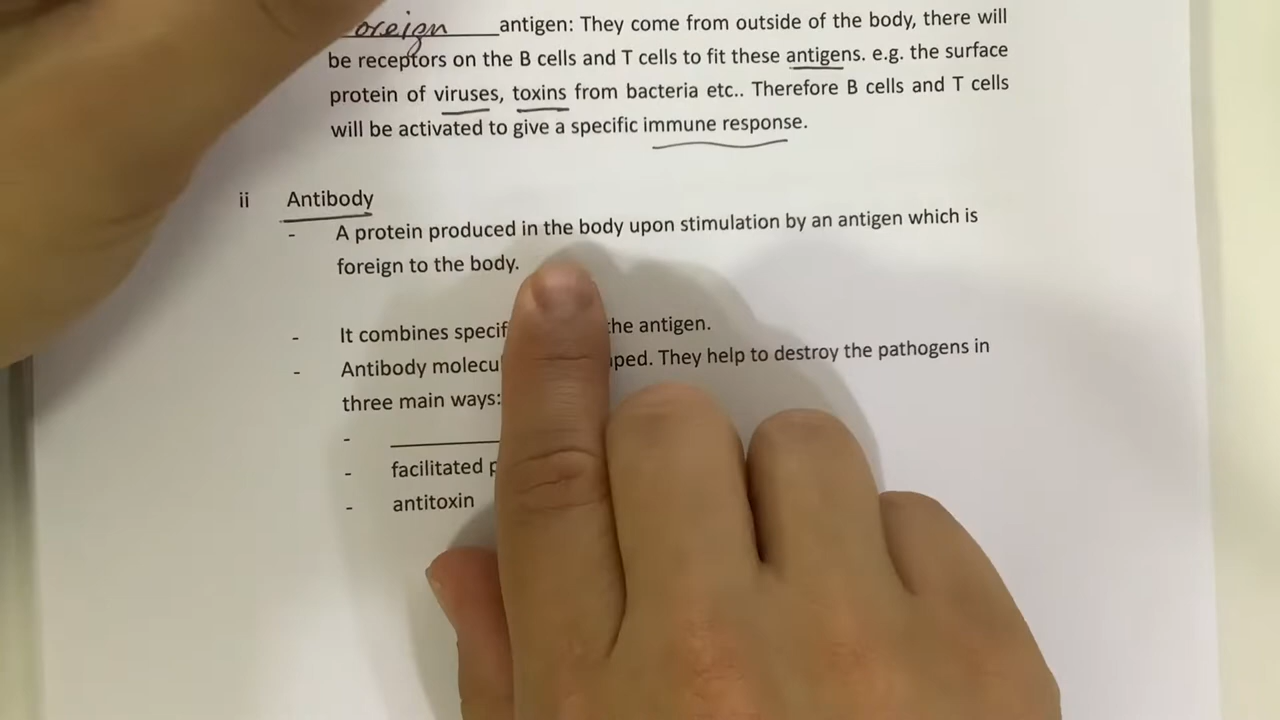 oreign antigen: They come from outside of the body, there will
be receptors on the B cells and T cells to fit these antigens. e.g. the surface
protein of viruses, toxins from bacteria etc.. Therefore B cells and T cells
will be activated to give a specific immune response.
ii Antibody
- A protein produced in the body upon stimulation by an antigen which is
foreign to the body.
- It combines specif the antigen.
- Antibody molecu ped. They help to destroy the pathogens in
three main ways:
-
- facilitated p
- antitoxin